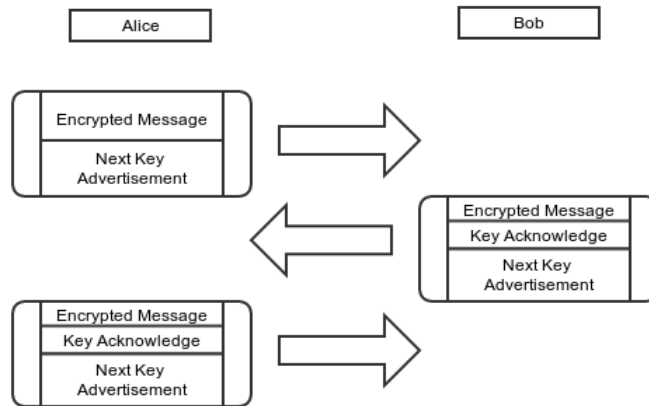 Alice
Bob
Encrypted Message
Next Key
Advertisement
Encrypted Message
Key Acknowledge
Next Key
Advertisement
Encrypted Message
Key Acknowledge
Next Key
Advertisement